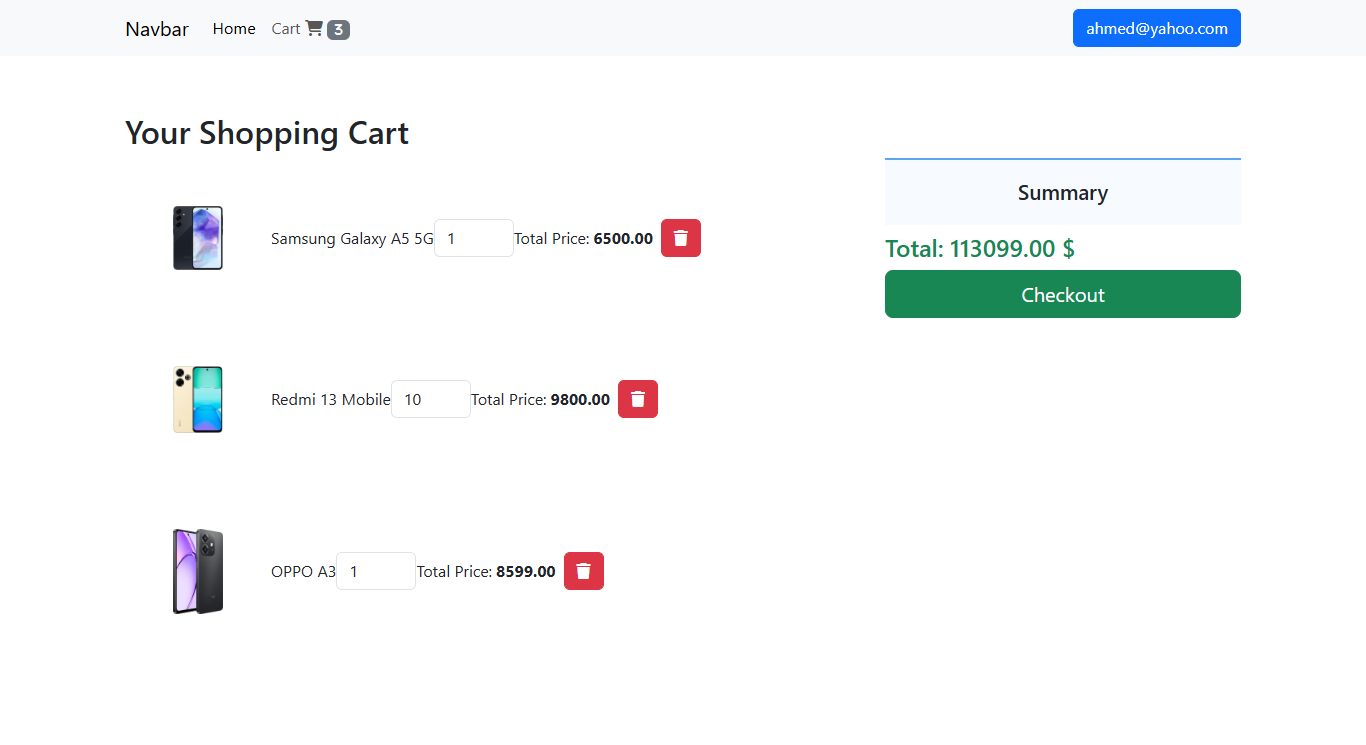 Navbar Home Cart 3 ahmed@yahoo.com
Your Shopping Cart
Samsung Galaxy A5 5G 1 Total Price: 6500.00
Redmi 13 Mobile 10 Total Price: 9800.00
OPPO A3 1 Total Price: 8599.00
Summary
Total: 113099.00 $
Checkout